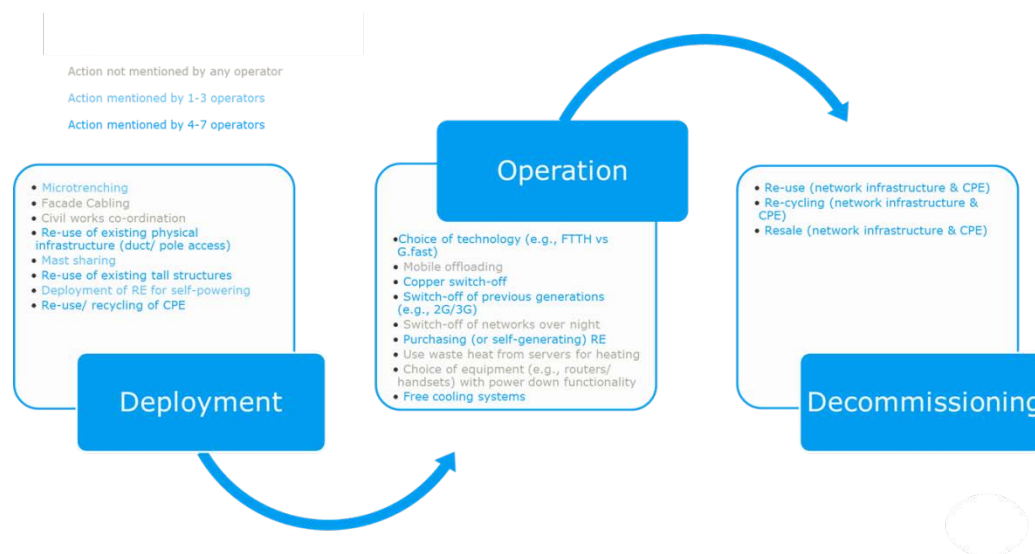 Action not mentioned by any operator
Action mentioned by 1-3 operators
Action mentioned by 4-7 operators
• Microtrenching
• Facade Cabling
• Civil works co-ordination
• Re-use of existing physical
infrastructure (duct/ pole access)
• Mast sharing
• Re-use of existing tall structures
• Deployment of RE for self-powering
• Re-use/ recycling of CPE
Deployment
Operation
•Choice of technology (e.g., FTTH vs
G.fast)
• Mobile offloading
• Copper switch-off
• Switch-off of previous generations
(e.g., 2G/3G)
• Switch-off of networks over night
• Purchasing (or self-generating) RE
• Use waste heat from servers for heating
• Choice of equipment (e.g., routers/
handsets) with power down functionality
• Free cooling systems
• Re-use (network infrastructure & CPE)
• Re-cycling (network infrastructure &
CPE)
• Resale (network infrastructure & CPE)
Decommissioning